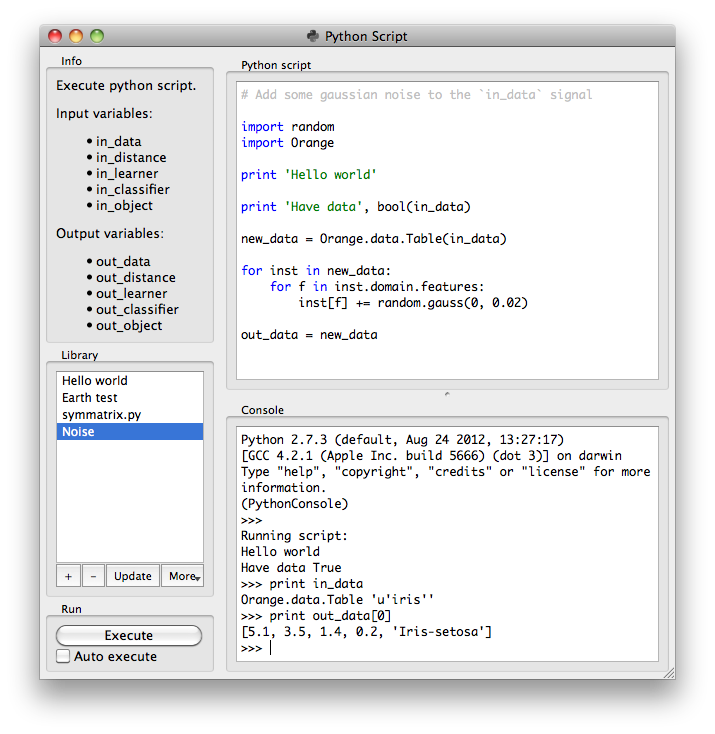 Python Script
Info
Execute python script.
Input variables:
• in_data
• in_distance
• in_learner
• in_classifier
• in_object
Output variables:
• out_data
• out_distance
• out_learner
• out_classifier
• out_object
Library
Hello world
Earth test
symmatrix.py
Noise
+ − Update More
Run
Execute
Auto execute
Python script
# Add some gaussian noise to the `in_data` signal
import random
import Orange
print 'Hello world'
print 'Have data', bool(in_data)
new_data = Orange.data.Table(in_data)
for inst in new_data:
    for f in inst.domain.features:
        inst[f] += random.gauss(0, 0.02)
out_data = new_data
Console
Python 2.7.3 (default, Aug 24 2012, 13:27:17)
[GCC 4.2.1 (Apple Inc. build 5666) (dot 3)] on darwin
Type "help", "copyright", "credits" or "license" for more
information.
(PythonConsole)
>>>
Running script:
Hello world
Have data True
>>> print in_data
Orange.data.Table 'u'iris''
>>> print out_data[0]
[5.1, 3.5, 1.4, 0.2, 'Iris-setosa']
>>>